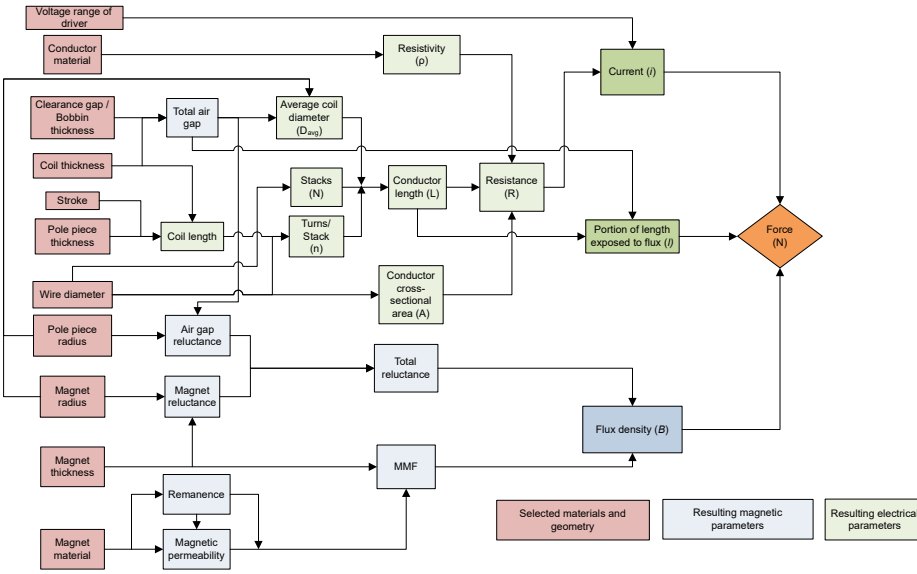 Voltage range of
driver
Conductor
material
Resistivity
(ρ)
Current (i)
Clearance gap /
Bobbin
thickness
Total air
gap
Average coil
diameter
(Davg)
Coil thickness
Stacks
(N)
Conductor
length (L)
Resistance
(R)
Stroke
Pole piece
thickness
Coil length
Turns/
Stack
(n)
Portion of length
exposed to flux (l)
Force
(N)
Wire diameter
Conductor
cross-
sectional
area (A)
Pole piece
radius
Air gap
reluctance
Total
reluctance
Magnet
radius
Magnet
reluctance
Flux density (B)
Magnet
thickness
MMF
Remanence
Magnet
material
Magnetic
permeability
Selected materials and
geometry
Resulting magnetic
parameters
Resulting electrical
parameters